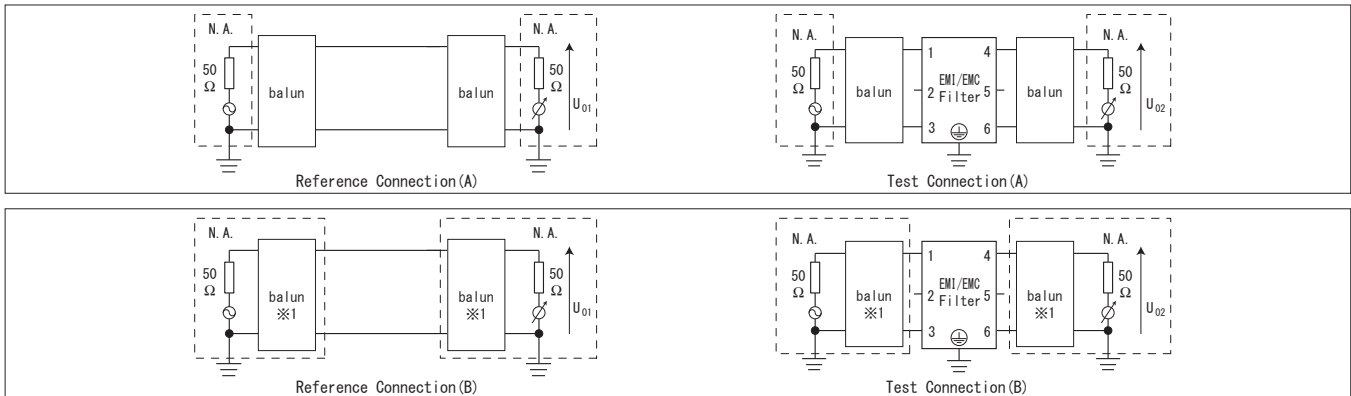 N.A.
50
Ω
balun
balun
N.A.
50
Ω
U01
Reference Connection(A)
N.A.
50
Ω
balun
1
2
3
EMI/EMC
Filter
4
5
6
balun
N.A.
50
Ω
U02
Test Connection(A)
N.A.
50
Ω
balun
※1
balun
※1
N.A.
50
Ω
U01
Reference Connection(B)
N.A.
50
Ω
balun
※1
1
2
3
EMI/EMC
Filter
4
5
6
balun
※1
N.A.
50
Ω
U02
Test Connection(B)